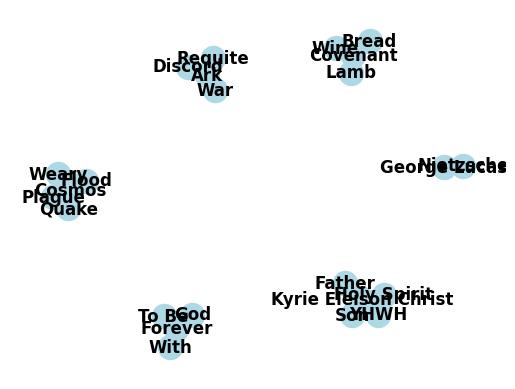 Bread
Wine
Covenant
Lamb
Requite
Discord
Ark
War
Nietzsche
George Lucas
Weary
Flood
Cosmos
Plague
Quake
Father
Holy Spirit
Kyrie Eleison Christ
Son
YHWH
God
To Be
Forever
With